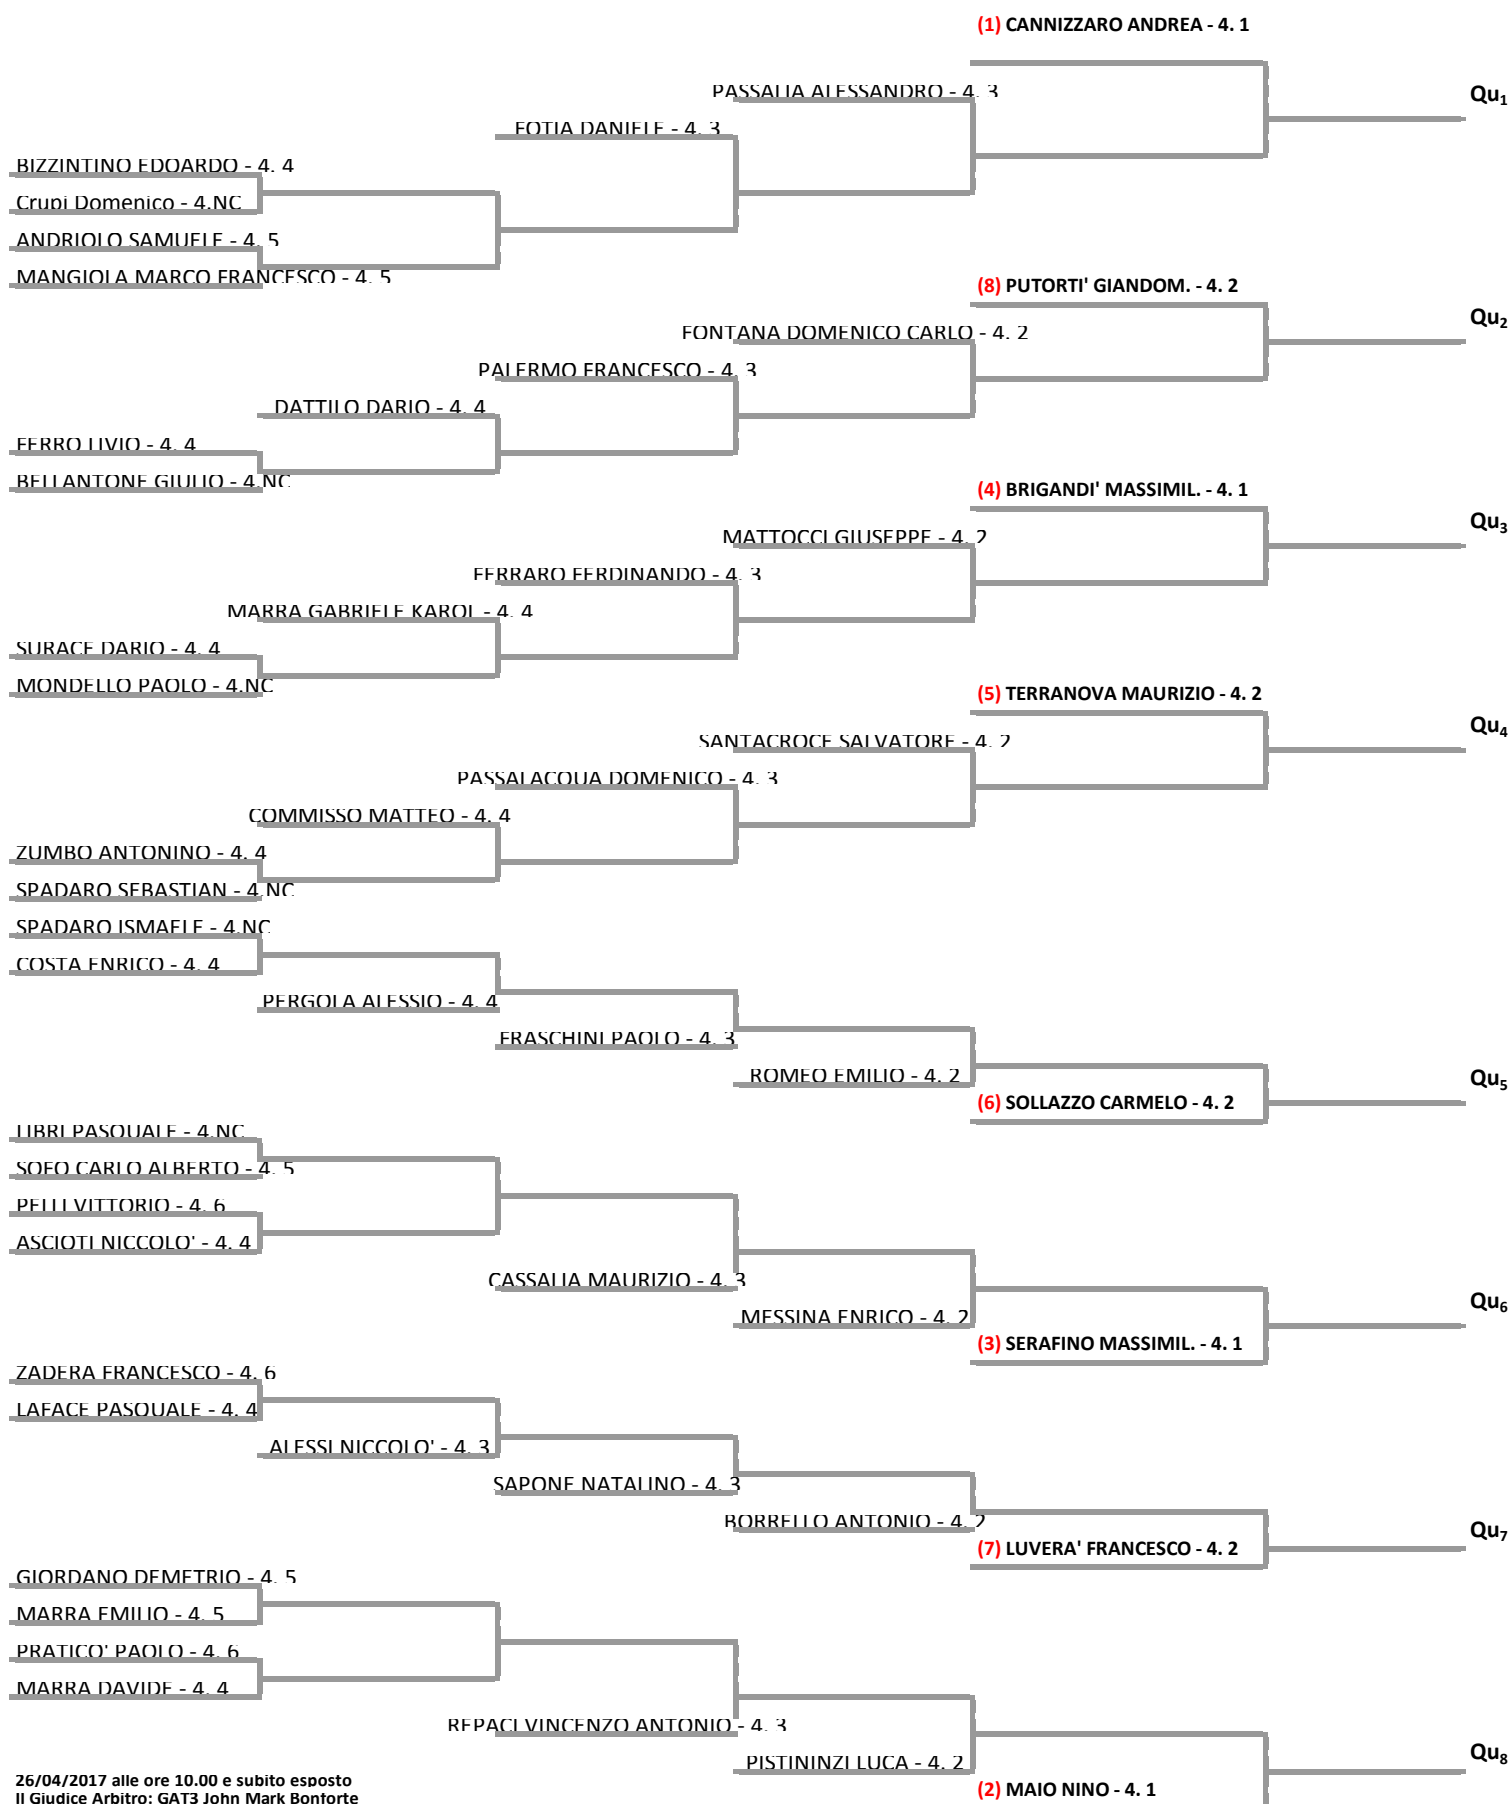 (1) CANNIZZARO ANDREA - 4. 1
PASSALIA ALESSANDRO - 4. 3
Qu1
FOTIA DANIELE - 4. 3
BIZZINTINO EDOARDO - 4. 4
Crupi Domenico - 4.NC
ANDRIOLO SAMUELE - 4. 5
MANGIOLA MARCO FRANCESCO - 4. 5
(8) PUTORTI' GIANDOM. - 4. 2
Qu2
FONTANA DOMENICO CARLO - 4. 2
PALERMO FRANCESCO - 4. 3
DATTILO DARIO - 4. 4
FERRO LIVIO - 4. 4
BELLANTONE GIULIO - 4.NC
(4) BRIGANDI' MASSIMIL. - 4. 1
Qu3
MATTOCCI GIUSEPPE - 4. 2
FERRARO FERDINANDO - 4. 3
MARRA GABRIELE KAROL - 4. 4
SURACE DARIO - 4. 4
MONDELLO PAOLO - 4.NC
(5) TERRANOVA MAURIZIO - 4. 2
Qu4
SANTACROCE SALVATORE - 4. 2
PASSALACQUA DOMENICO - 4. 3
COMMISSO MATTEO - 4. 4
ZUMBO ANTONINO - 4. 4
SPADARO SEBASTIAN - 4.NC
SPADARO ISMAELE - 4.NC
COSTA ENRICO - 4. 4
PERGOLA ALESSIO - 4. 4
FRASCHINI PAOLO - 4. 3
ROMEO EMILIO - 4. 2
Qu5
(6) SOLLAZZO CARMELO - 4. 2
LIBRI PASQUALE - 4.NC
SOFO CARLO ALBERTO - 4. 5
PELLI VITTORIO - 4. 6
ASCIOTI NICCOLO' - 4. 4
CASSALIA MAURIZIO - 4. 3
MESSINA ENRICO - 4. 2
Qu6
(3) SERAFINO MASSIMIL. - 4. 1
ZADERA FRANCESCO - 4. 6
LAFACE PASQUALE - 4. 4
ALESSI NICCOLO' - 4. 3
SAPONE NATALINO - 4. 3
BORRELLO ANTONIO - 4. 2
Qu7
(7) LUVERA' FRANCESCO - 4. 2
GIORDANO DEMETRIO - 4. 5
MARRA EMILIO - 4. 5
PRATICO' PAOLO - 4. 6
MARRA DAVIDE - 4. 4
REPACI VINCENZO ANTONIO - 4. 3
PISTININZI LUCA - 4. 2
Qu8
(2) MAIO NINO - 4. 1
26/04/2017 alle ore 10.00 e subito esposto
Il Giudice Arbitro: GAT3 John Mark Bonforte